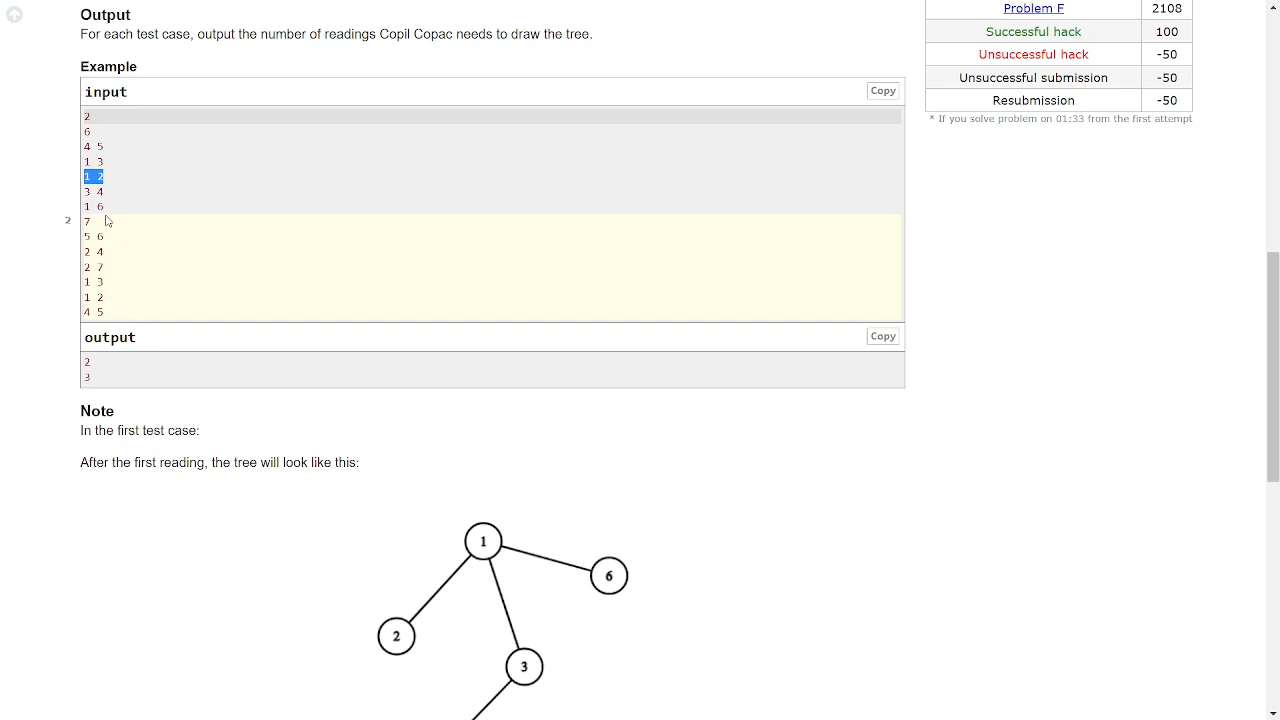 Output
For each test case, output the number of readings Copil Copac needs to draw the tree.
Example
input
Copy
2
6
4 5
1 3
1 2
3 4
1 6
2
7
5 6
2 4
2 7
1 3
1 2
4 5
output
Copy
2
3
Note
In the first test case:
After the first reading, the tree will look like this:
1
6
2
3
Problem F 2108
Successful hack 100
Unsuccessful hack -50
Unsuccessful submission -50
Resubmission -50
* If you solve problem on 01:33 from the first attempt